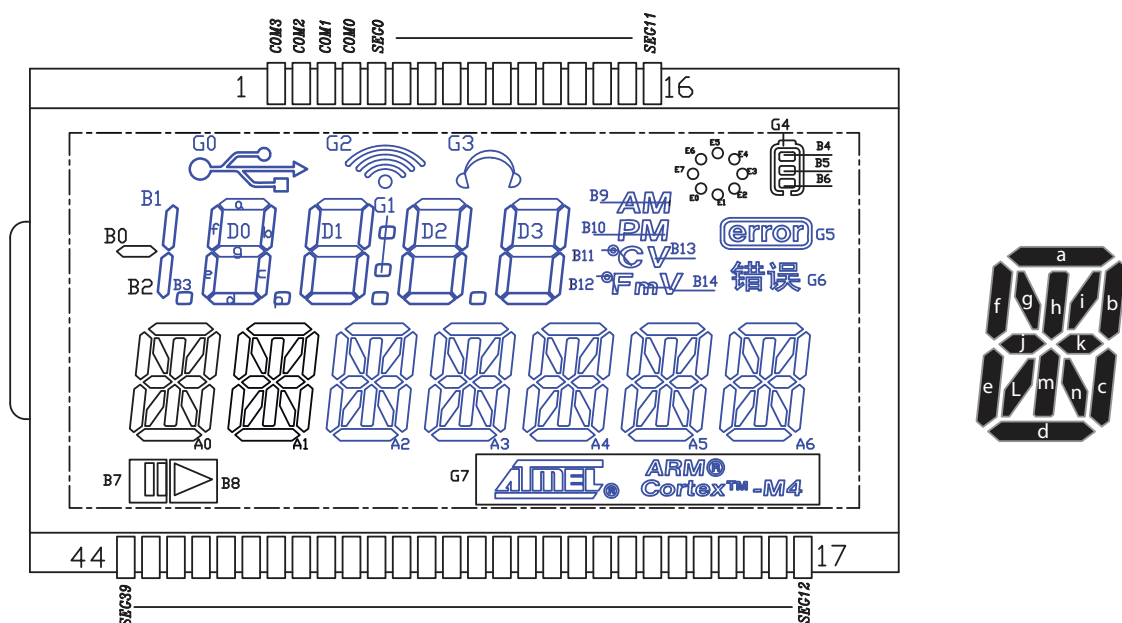 COM3 COM2 COM1 COM0 SEG0 SEG11
1 16
G0 G2 G3 G4
E0 E1 E2 E3 E4 E5 E6 E7
B4
B5
B6
B1 G1 B9 AM
B0 D0 D1 D2 D3 B10 PM error G5
a b c d e f g p
B11 °C V B13
B2 B3 B12 °F mV B14 错误 G6
A0 A1 A2 A3 A4 A5 A6
B7 B8 G7 ATMEL® ARM®
Cortex™-M4
44 17
SEG39 SEG12
a
f g h i b
j k
e L m n c
d